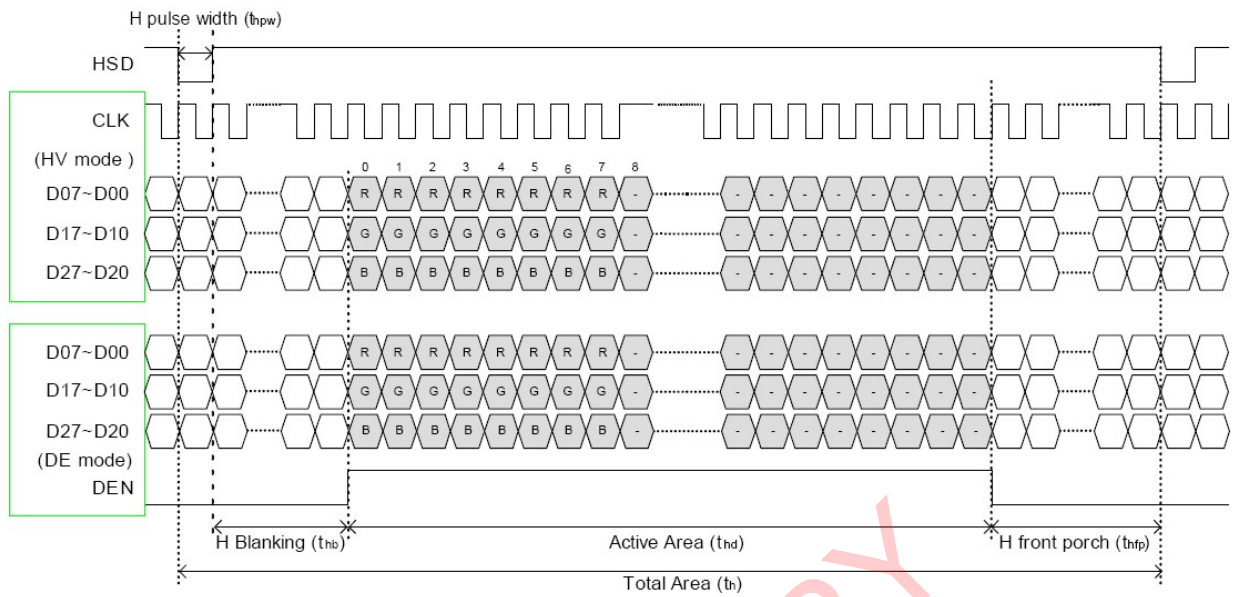 H pulse width (thpw)
HSD
CLK
(HV mode )
0 1 2 3 4 5 6 7 8
D07~D00 R R R R R R R R - - - - - - - - -
D17~D10 G G G G G G G G - - - - - - - - -
D27~D20 B B B B B B B B - - - - - - - - -
D07~D00 R R R R R R R R - - - - - - - - -
D17~D10 G G G G G G G G - - - - - - - - -
D27~D20 B B B B B B B B - - - - - - - - -
(DE mode)
DEN
H Blanking (thb) Active Area (thd) H front porch (thfp)
Total Area (th)
PY